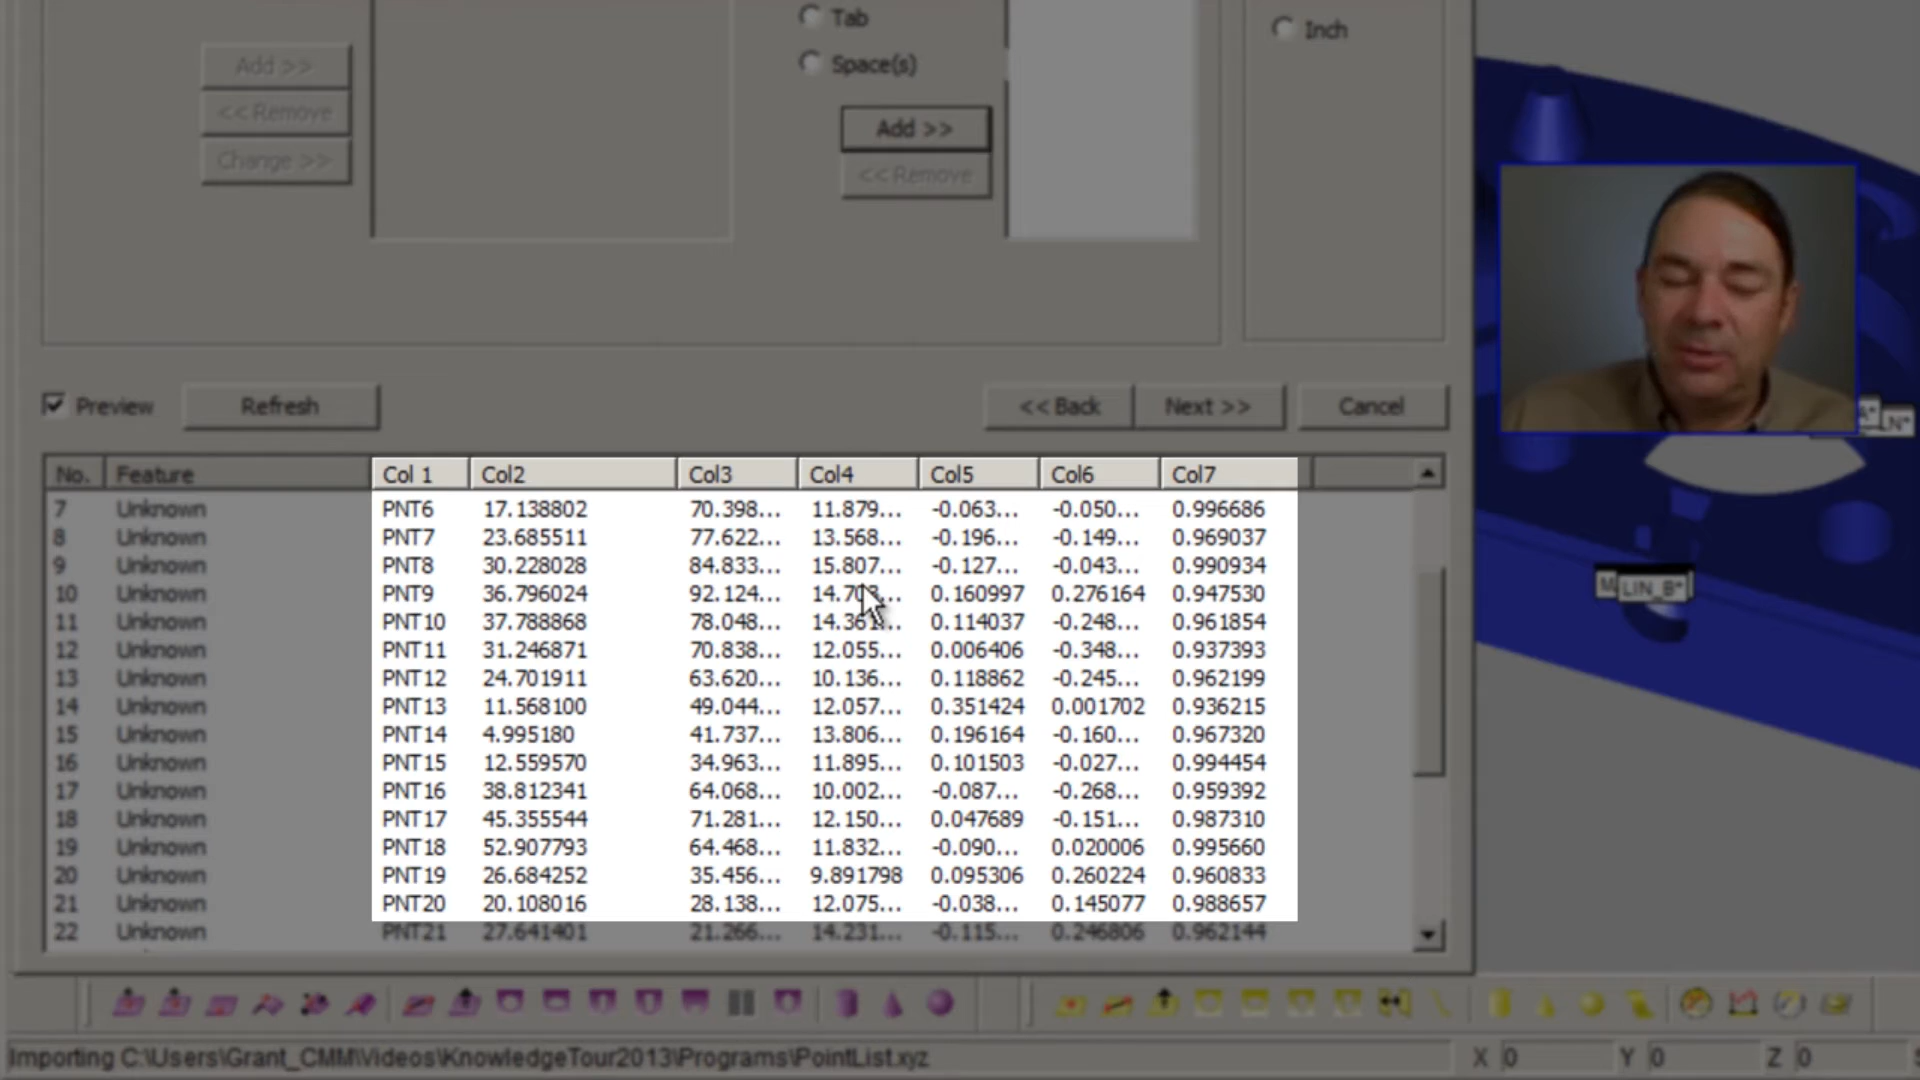 Tab
Inch
Add >>
Space(s)
<< Remove
Add >>
Change >>
<< Remove
Preview Refresh << Back Next >> Cancel
No. Feature Col 1 Col2 Col3 Col4 Col5 Col6 Col7
7 Unknown PNT6 17.138802 70.398... 11.879... -0.063... -0.050... 0.996686
8 Unknown PNT7 23.685511 77.622... 13.568... -0.196... -0.149... 0.969037
9 Unknown PNT8 30.228028 84.833... 15.807... -0.127... -0.043... 0.990934
10 Unknown PNT9 36.796024 92.124... 0.160997 0.276164 0.947530
11 Unknown PNT10 37.788868 78.048... 14.361... 0.114037 -0.248... 0.961854
12 Unknown PNT11 31.246871 70.838... 12.055... 0.006406 -0.348... 0.937393
13 Unknown PNT12 24.701911 63.620... 10.136... 0.118862 -0.245... 0.962199
14 Unknown PNT13 11.568100 49.044... 12.057... 0.351424 0.001702 0.936215
15 Unknown PNT14 4.995180 41.737... 13.806... 0.196164 -0.160... 0.967320
16 Unknown PNT15 12.559570 34.963... 11.895... 0.101503 -0.027... 0.994454
17 Unknown PNT16 38.812341 64.068... 10.002... -0.087... -0.268... 0.959392
18 Unknown PNT17 45.355544 71.281... 12.150... 0.047689 -0.151... 0.987310
19 Unknown PNT18 52.907793 64.468... 11.832... -0.090... 0.020006 0.995660
20 Unknown PNT19 26.684252 35.456... 9.891798 0.095306 0.260224 0.960833
21 Unknown PNT20 20.108016 28.138... 12.075... -0.038... 0.145077 0.988657
22 Unknown PNT21 27.641401 21.266... 14.231... -0.115... 0.246806 0.962144
LIN_B*
Importing C:\Users\Grant_CMM\Videos\KnowledgeTour2013\Programs\PointList.xyz X 0 Y 0 Z 0